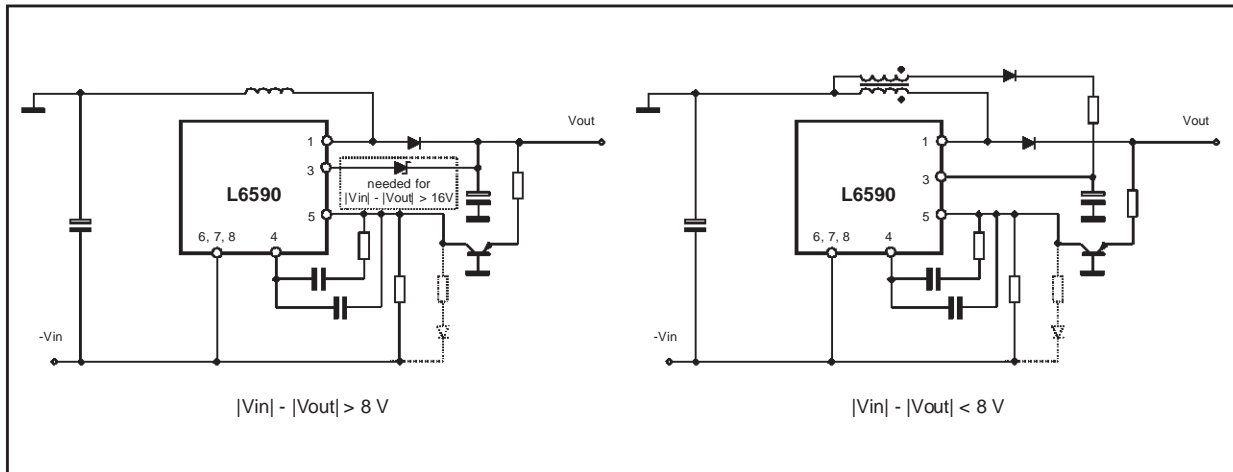 Vout
1
3
needed for
|Vin| - |Vout| > 16V
L6590
5
6, 7, 8
4
-Vin
|Vin| - |Vout| > 8 V
Vout
1
3
L6590
5
6, 7, 8
4
-Vin
|Vin| - |Vout| < 8 V